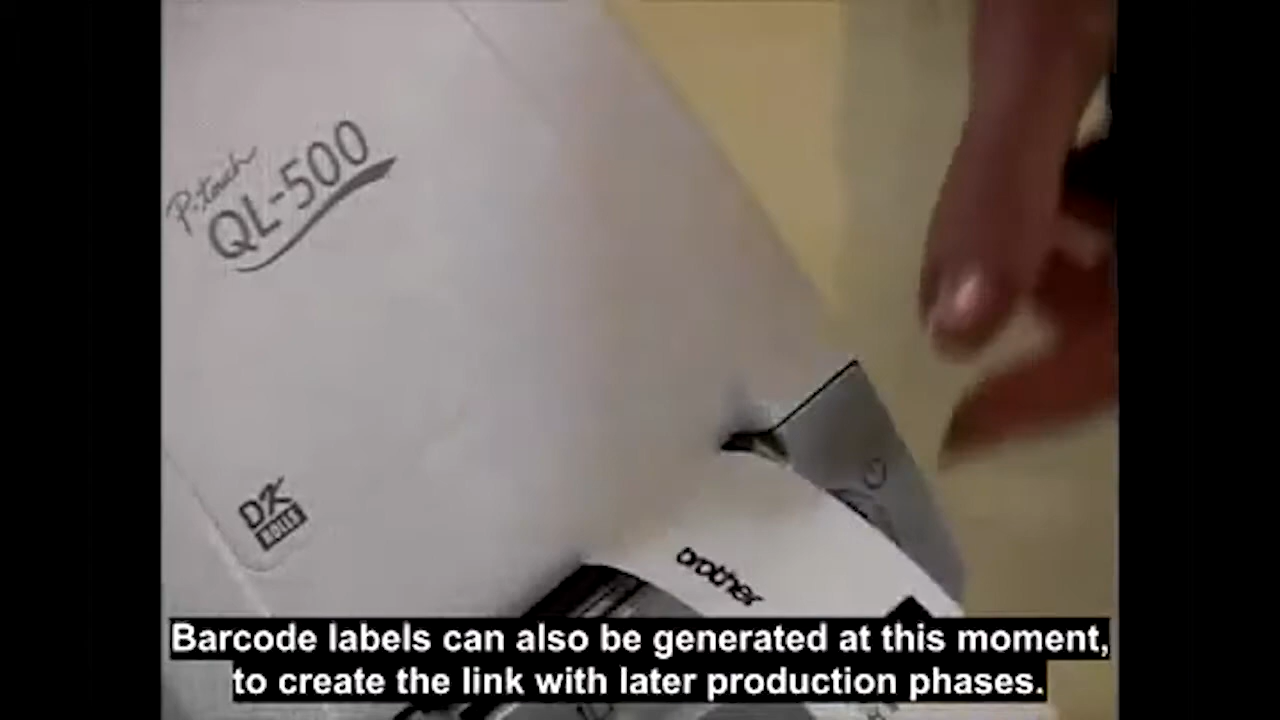 P-touch
QL-500
DK
ROLLS
brother
Barcode labels can also be generated at this moment,
to create the link with later production phases.